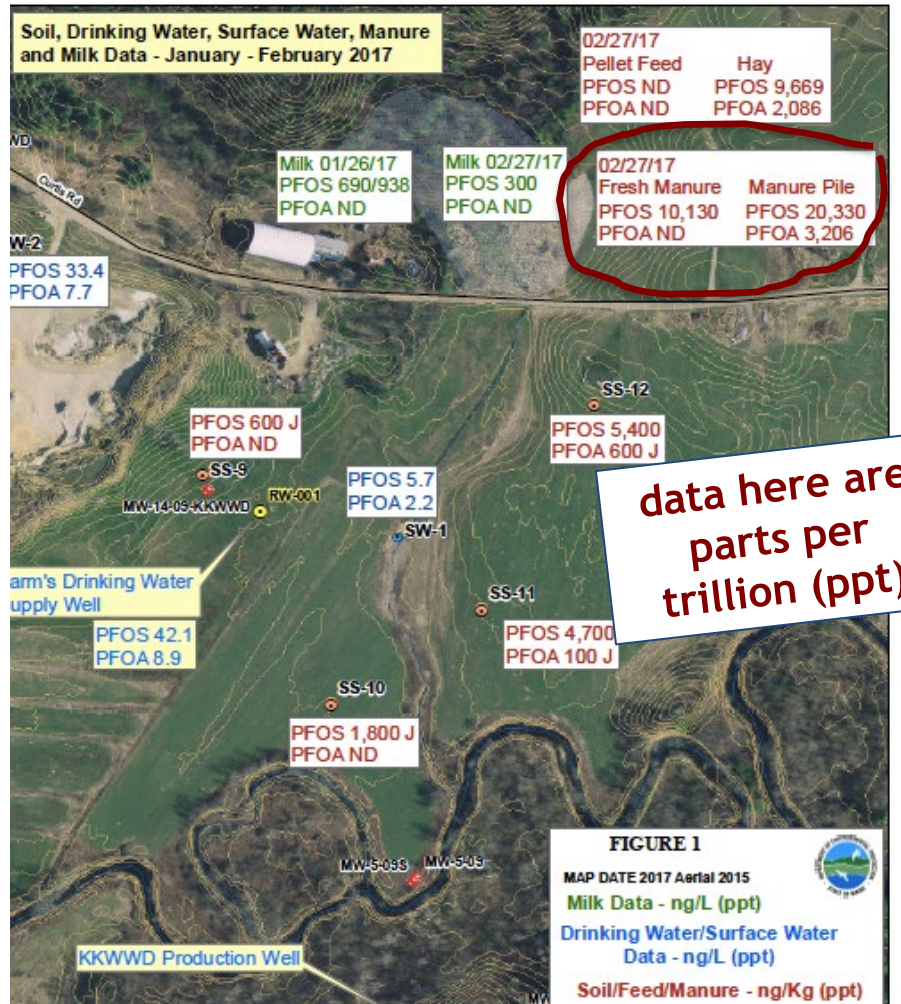 Soil, Drinking Water, Surface Water, Manure
and Milk Data - January - February 2017
02/27/17
Pellet Feed Hay
PFOS ND PFOS 9,669
PFOA ND PFOA 2,086
02/27/17
Fresh Manure Manure Pile
PFOS 10,130 PFOS 20,330
PFOA ND PFOA 3,206
Milk 01/26/17
PFOS 690/938
PFOA ND
Milk 02/27/17
PFOS 300
PFOA ND
WD
Curtis Rd
W-2
PFOS 33.4
PFOA 7.7
SS-12
PFOS 5,400
PFOA 600 J
PFOS 600 J
PFOA ND
SS-9
MW-14-09-KKWWD
RW-001
PFOS 5.7
PFOA 2.2
SW-1
data here are
parts per
trillion (ppt)
arm's Drinking Water
upply Well
PFOS 42.1
PFOA 8.9
SS-11
PFOS 4,700
PFOA 100 J
SS-10
PFOS 1,800 J
PFOA ND
MW-5-09S
MW-5-09
KKWWD Production Well
MW
FIGURE 1
MAP DATE 2017 Aerial 2015
Milk Data - ng/L (ppt)
Drinking Water/Surface Water
Data - ng/L (ppt)
Soil/Feed/Manure - ng/Kg (ppt)